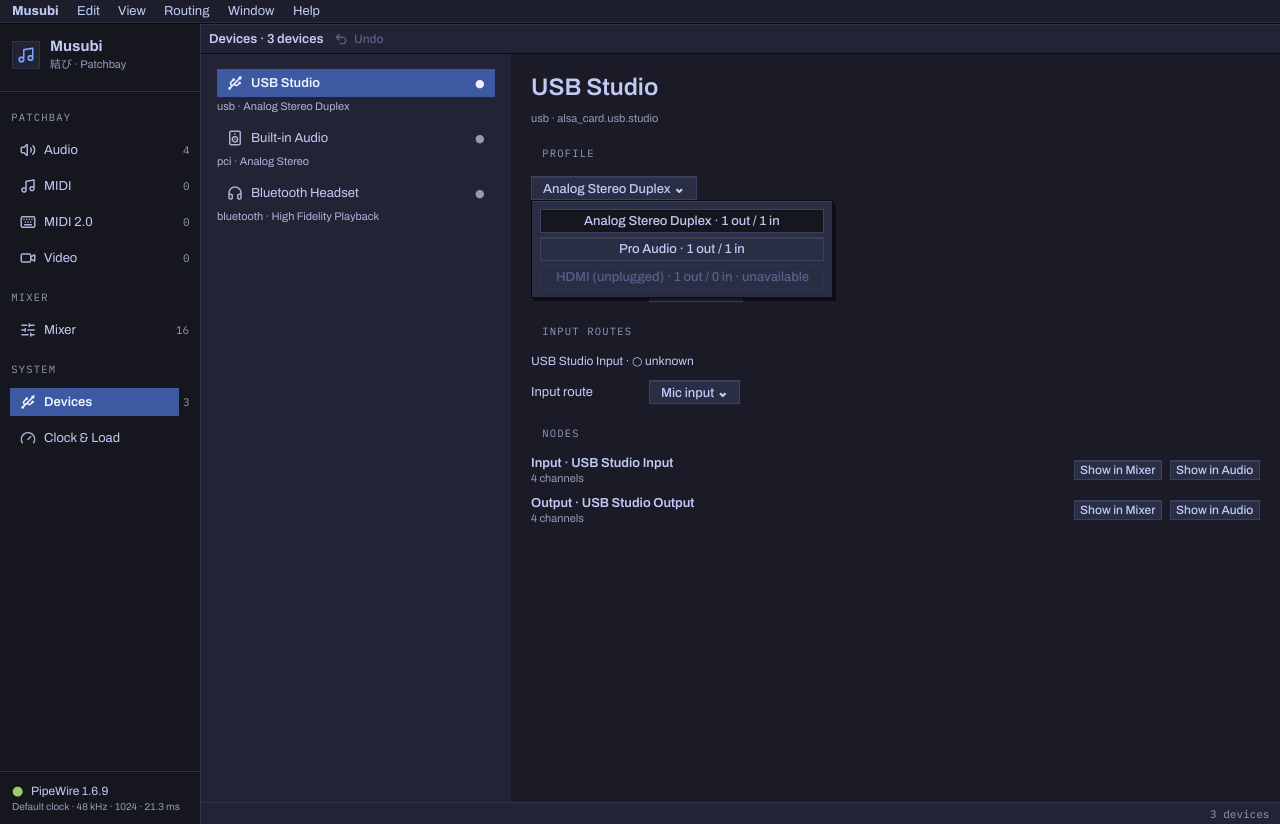 Musubi Edit View Routing Window Help
Musubi
結び · Patchbay
PATCHBAY
Audio 4
MIDI 0
MIDI 2.0 0
Video 0
MIXER
Mixer 16
SYSTEM
Devices 3
Clock & Load
PipeWire 1.6.9
Default clock · 48 kHz · 1024 · 21.3 ms
Devices · 3 devices Undo
USB Studio
usb · Analog Stereo Duplex
Built-in Audio
pci · Analog Stereo
Bluetooth Headset
bluetooth · High Fidelity Playback
USB Studio
usb · alsa_card.usb.studio
PROFILE
Analog Stereo Duplex
Analog Stereo Duplex · 1 out / 1 in
Pro Audio · 1 out / 1 in
HDMI (unplugged) · 1 out / 0 in · unavailable
INPUT ROUTES
USB Studio Input · ○ unknown
Input route Mic input
NODES
Input · USB Studio Input
4 channels
Show in Mixer Show in Audio
Output · USB Studio Output
4 channels
Show in Mixer Show in Audio
3 devices